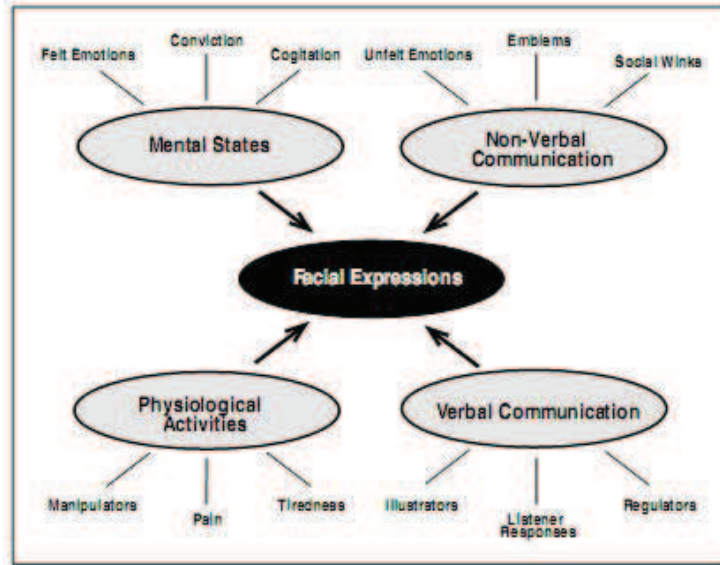 Felt Emotions
Conviction
Cogitation
Unfelt Emotions
Emblems
Social Winks
Mental States
Non-Verbal
Communication
Facial Expressions
Physiological
Activities
Verbal Communication
Manipulators
Pain
Tiredness
Illustrators
Listener
Responses
Regulators